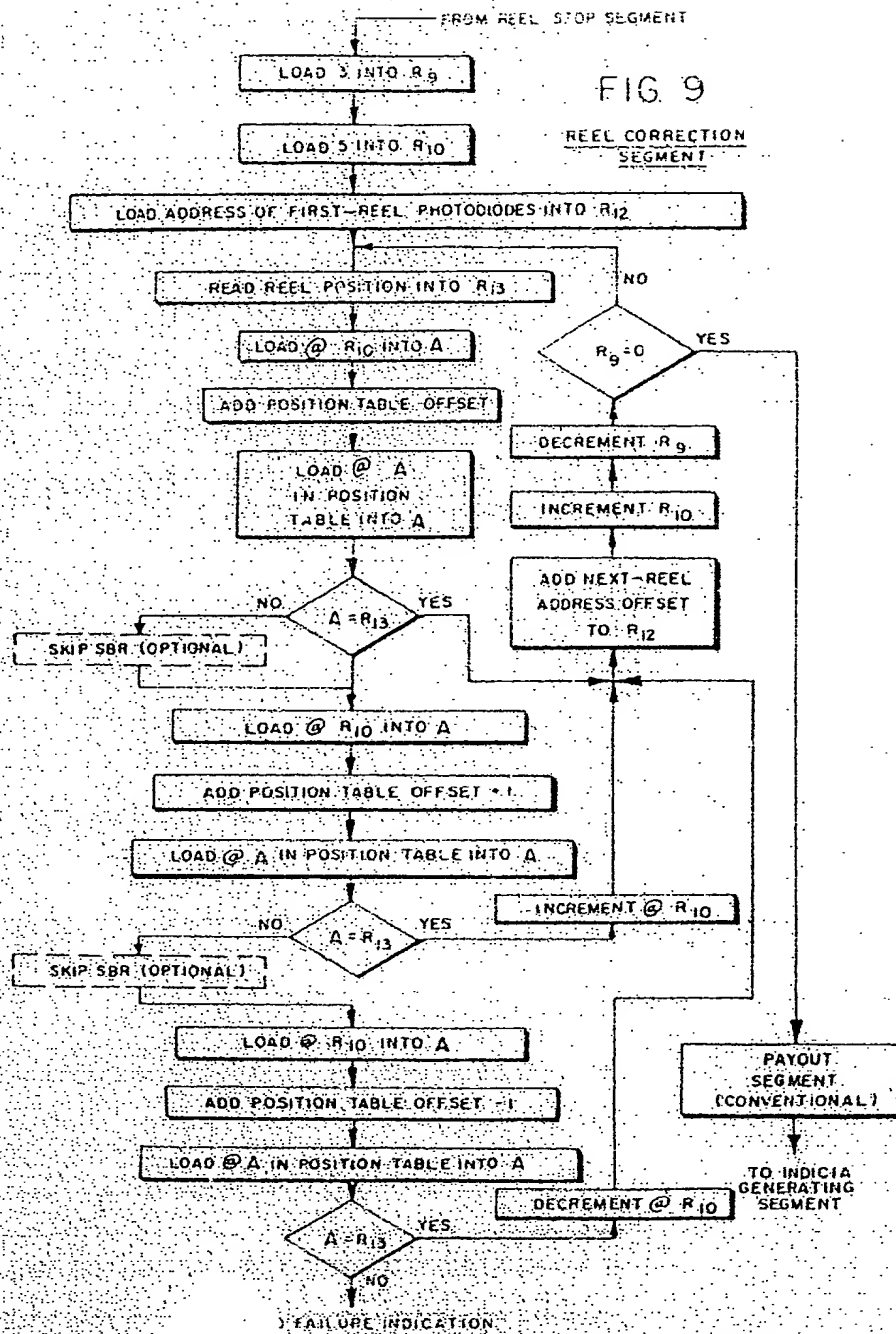 FROM REEL STOP SEGMENT
LOAD 3 INTO R9
FIG. 9
REEL CORRECTION
SEGMENT
LOAD 5 INTO R10
LOAD ADDRESS OF FIRST-REEL PHOTODIODES INTO R12
READ REEL POSITION INTO R13
NO
LOAD @ R10 INTO A
R9=0
YES
ADD POSITION TABLE OFFSET
DECREMENT R9
LOAD @ A
IN POSITION
TABLE INTO A
INCREMENT R10
ADD NEXT-REEL
ADDRESS OFFSET
TO R12
NO
A=R13
YES
SKIP SBR (OPTIONAL)
LOAD @ R10 INTO A
ADD POSITION TABLE OFFSET +1
LOAD @ A IN POSITION TABLE INTO A
INCREMENT @ R10
NO
A=R13
YES
SKIP SBR (OPTIONAL)
LOAD @ R10 INTO A
ADD POSITION TABLE OFFSET -1
LOAD @ A IN POSITION TABLE INTO A
PAYOUT
SEGMENT
(CONVENTIONAL)
TO INDICIA
GENERATING
SEGMENT
DECREMENT @ R10
A=R13
YES
NO
FAILURE INDICATION